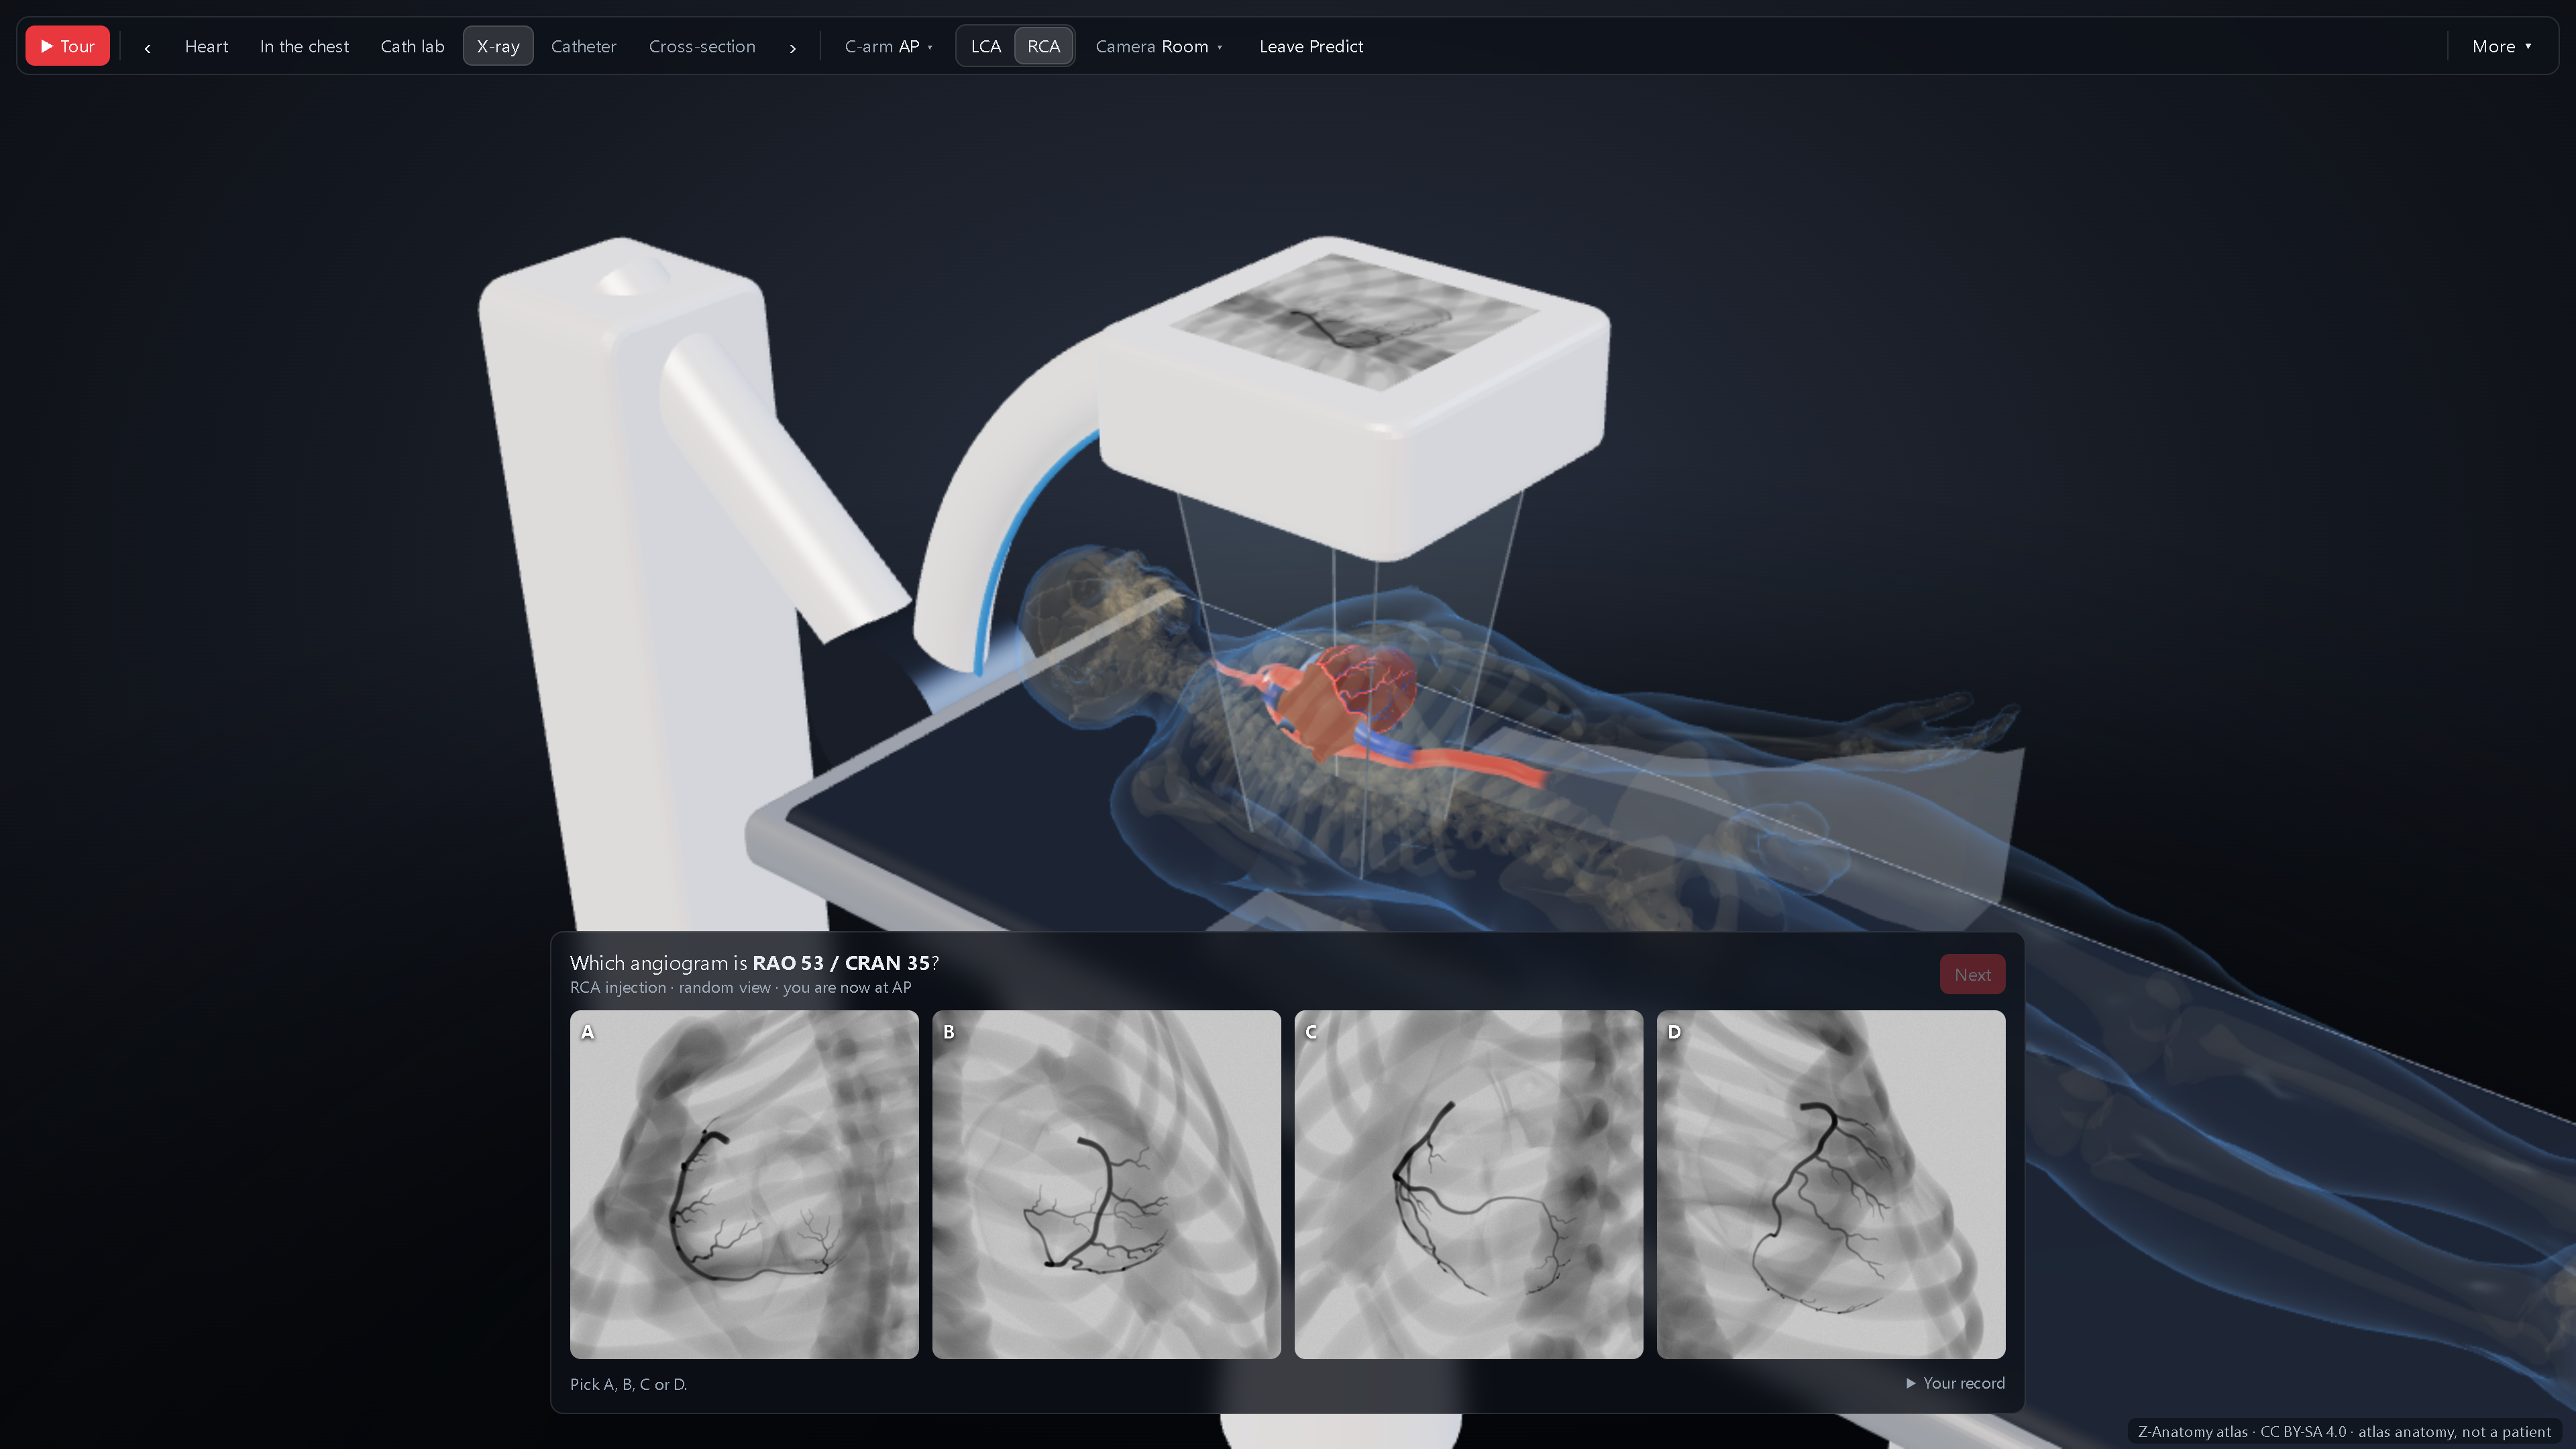 ▶ Tour ‹ Heart In the chest Cath lab X-ray Catheter Cross-section › C-arm AP ▾ LCA RCA Camera Room ▾ Leave Predict More ▾
Which angiogram is RAO 53 / CRAN 35?
RCA injection · random view · you are now at AP
Next
A B C D
Pick A, B, C or D.
▶ Your record
Z-Anatomy atlas · CC BY-SA 4.0 · atlas anatomy, not a patient